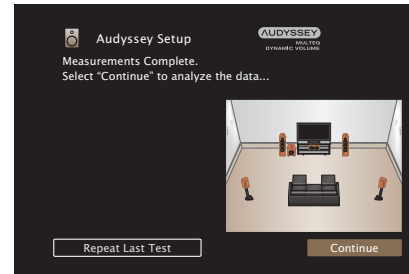 Audyssey Setup
AUDYSSEY
MULTEQ
DYNAMIC VOLUME
Measurements Complete.
Select “Continue” to analyze the data...
Repeat Last Test
Continue